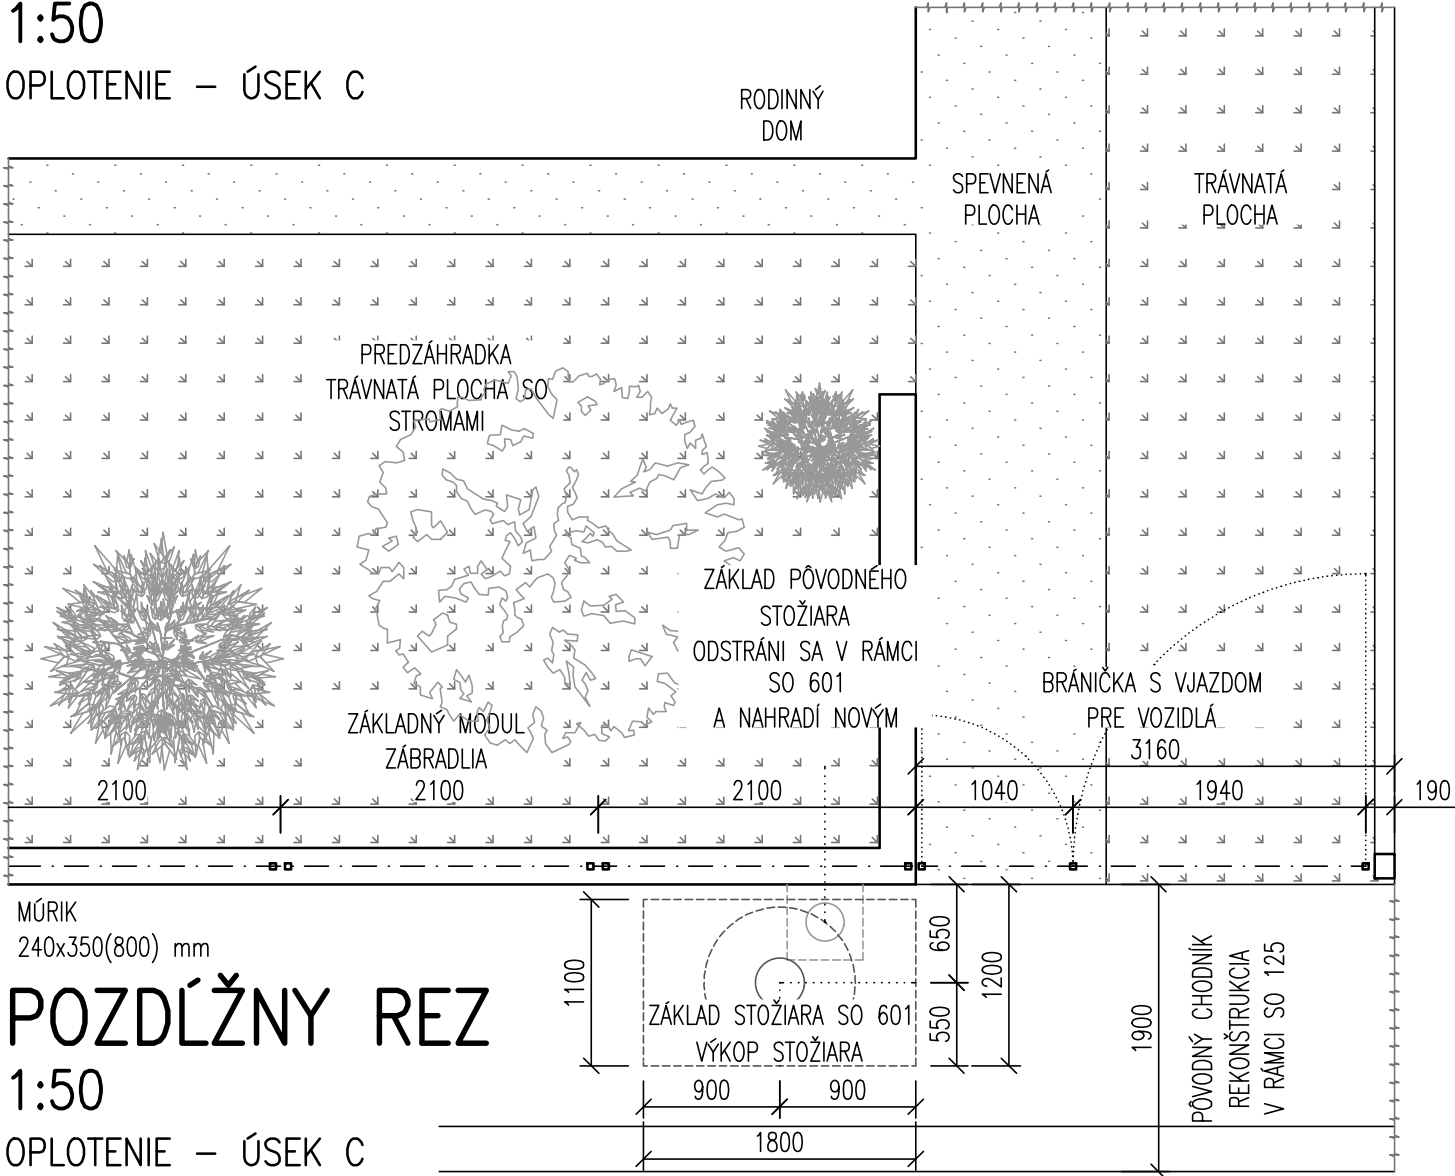 1:50
OPLOTENIE – ÚSEK C
RODINNÝ
DOM
SPEVNENÁ
PLOCHA
TRÁVNATÁ
PLOCHA
PREDZÁHRADKA
TRÁVNATÁ PLOCHA SO
STROMAMI
ZÁKLAD PÔVODNÉHO
STOŽIARA
ODSTRÁNI SA V RÁMCI
SO 601
A NAHRADÍ NOVÝM
BRÁNIČKA S VJAZDOM
PRE VOZIDLÁ
3160
ZÁKLADNÝ MODUL
ZÁBRADLIA
2100
2100
2100
1040
1940
190
MÚRIK
240x350(800) mm
1100
650
550
1200
1900
PÔVODNÝ CHODNÍK
REKONŠTRUKCIA
V RÁMCI SO 125
ZÁKLAD STOŽIARA SO 601
VÝKOP STOŽIARA
900
900
1800
POZDĹŽNY REZ
1:50
OPLOTENIE – ÚSEK C